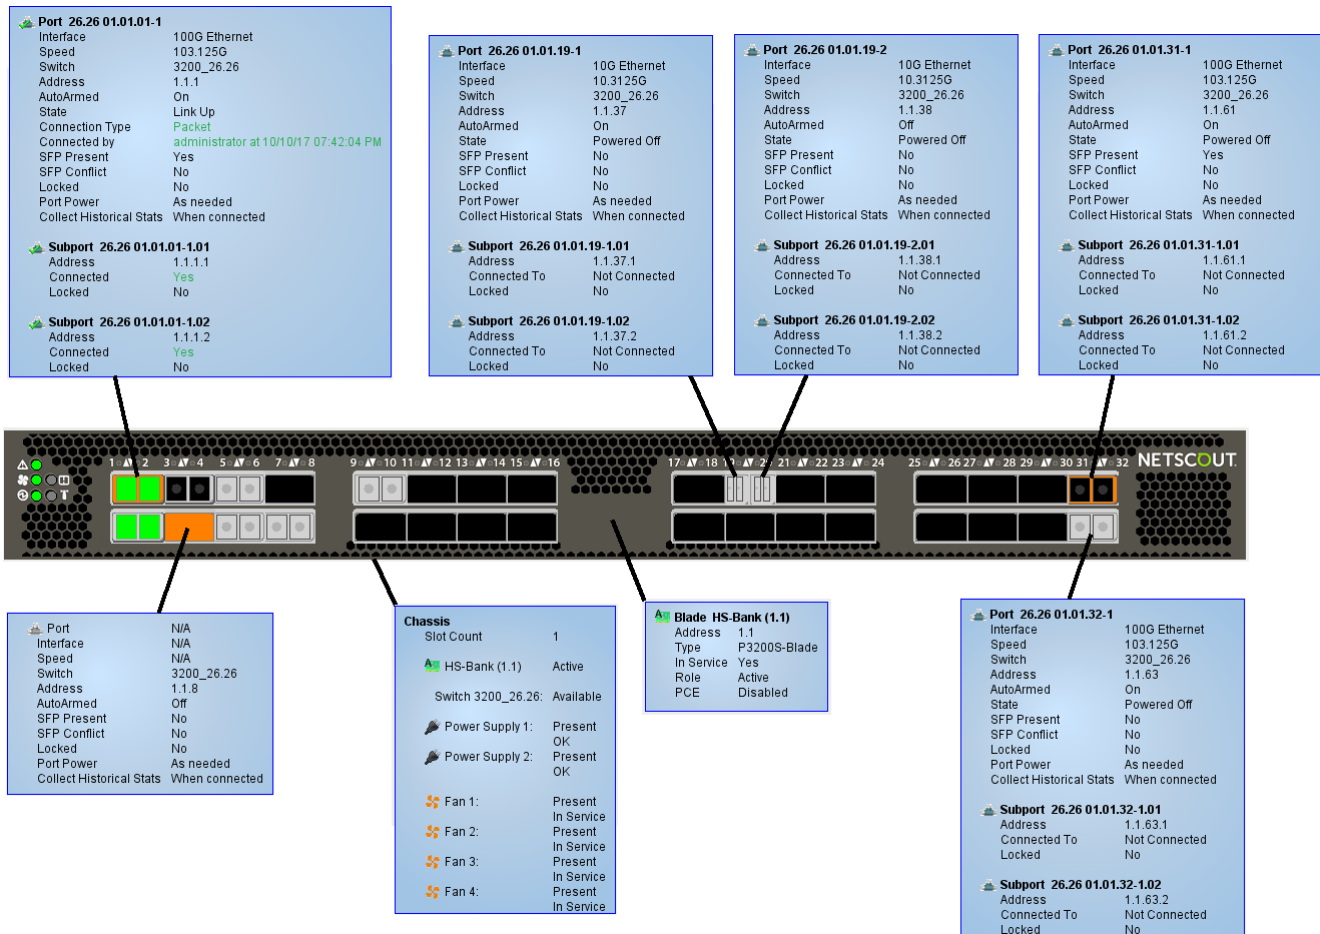 Port 26.26 01.01.01-1
Interface 100G Ethernet
Speed 103.125G
Switch 3200_26.26
Address 1.1.1
AutoArmed On
State Link Up
Connection Type Packet
Connected by administrator at 10/10/17 07:42:04 PM
SFP Present Yes
SFP Conflict No
Locked No
Port Power As needed
Collect Historical Stats When connected
Subport 26.26 01.01.01-1.01
Address 1.1.1.1
Connected Yes
Locked No
Subport 26.26 01.01.01-1.02
Address 1.1.1.2
Connected Yes
Locked No
Port 26.26 01.01.19-1
Interface 10G Ethernet
Speed 10.3125G
Switch 3200_26.26
Address 1.1.37
AutoArmed On
State Powered Off
SFP Present No
SFP Conflict No
Locked No
Port Power As needed
Collect Historical Stats When connected
Subport 26.26 01.01.19-1.01
Address 1.1.37.1
Connected To Not Connected
Locked No
Subport 26.26 01.01.19-1.02
Address 1.1.37.2
Connected To Not Connected
Locked No
Port 26.26 01.01.19-2
Interface 10G Ethernet
Speed 10.3125G
Switch 3200_26.26
Address 1.1.38
AutoArmed Off
State Powered Off
SFP Present No
SFP Conflict No
Locked No
Port Power As needed
Collect Historical Stats When connected
Subport 26.26 01.01.19-2.01
Address 1.1.38.1
Connected To Not Connected
Locked No
Subport 26.26 01.01.19-2.02
Address 1.1.38.2
Connected To Not Connected
Locked No
Port 26.26 01.01.31-1
Interface 100G Ethernet
Speed 103.125G
Switch 3200_26.26
Address 1.1.61
AutoArmed On
State Powered Off
SFP Present Yes
SFP Conflict No
Locked No
Port Power As needed
Collect Historical Stats When connected
Subport 26.26 01.01.31-1.01
Address 1.1.61.1
Connected To Not Connected
Locked No
Subport 26.26 01.01.31-1.02
Address 1.1.61.2
Connected To Not Connected
Locked No
1 2 3 4 5 6 7 8 9 10 11 12 13 14 15 16 17 18 19 20 21 22 23 24 25 26 27 28 29 30 31 32
NETSCOUT.
Port N/A
Interface N/A
Speed N/A
Switch 3200_26.26
Address 1.1.8
AutoArmed Off
SFP Present No
SFP Conflict No
Locked No
Port Power As needed
Collect Historical Stats When connected
Chassis
Slot Count 1
A HS-Bank (1.1) Active
Switch 3200_26.26: Available
Power Supply 1: Present
OK
Power Supply 2: Present
OK
Fan 1: Present
In Service
Fan 2: Present
In Service
Fan 3: Present
In Service
Fan 4: Present
In Service
A Blade HS-Bank (1.1)
Address 1.1
Type P3200S-Blade
In Service Yes
Role Active
PCE Disabled
Port 26.26 01.01.32-1
Interface 100G Ethernet
Speed 103.125G
Switch 3200_26.26
Address 1.1.63
AutoArmed On
State Powered Off
SFP Present No
SFP Conflict No
Locked No
Port Power As needed
Collect Historical Stats When connected
Subport 26.26 01.01.32-1.01
Address 1.1.63.1
Connected To Not Connected
Locked No
Subport 26.26 01.01.32-1.02
Address 1.1.63.2
Connected To Not Connected
Locked No